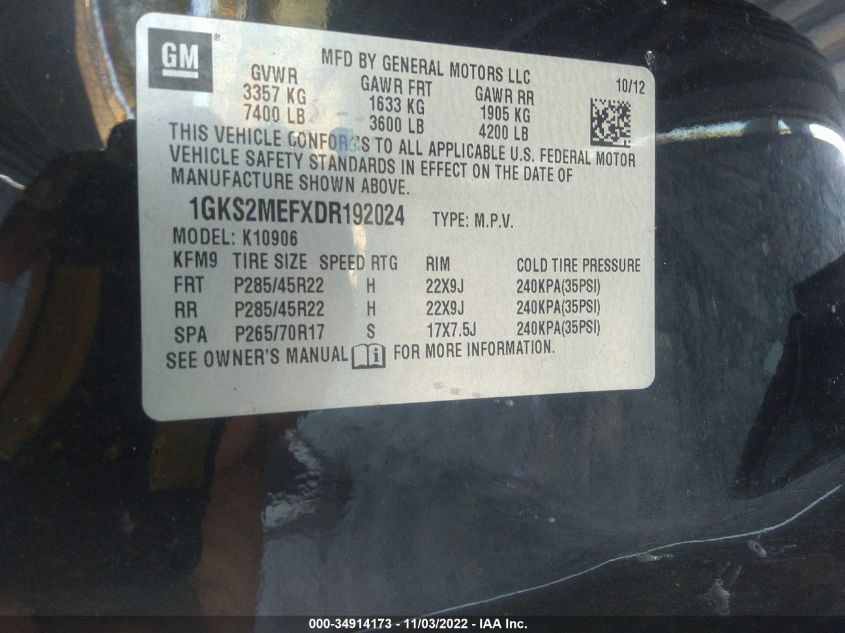 GM
MFD BY GENERAL MOTORS LLC
10/12
GVWR GAWR FRT GAWR RR
3357 KG 1633 KG 1905 KG
7400 LB 3600 LB 4200 LB
THIS VEHICLE CONFORMS TO ALL APPLICABLE U.S. FEDERAL MOTOR
VEHICLE SAFETY STANDARDS IN EFFECT ON THE DATE OF
MANUFACTURE SHOWN ABOVE.
1GKS2MEFXDR192024 TYPE: M.P.V.
MODEL: K10906
KFM9 TIRE SIZE SPEED RTG RIM COLD TIRE PRESSURE
FRT P285/45R22 H 22X9J 240KPA(35PSI)
RR P285/45R22 H 22X9J 240KPA(35PSI)
SPA P265/70R17 S 17X7.5J 240KPA(35PSI)
SEE OWNER'S MANUAL FOR MORE INFORMATION.
000-34914173 - 11/03/2022 - IAA Inc.